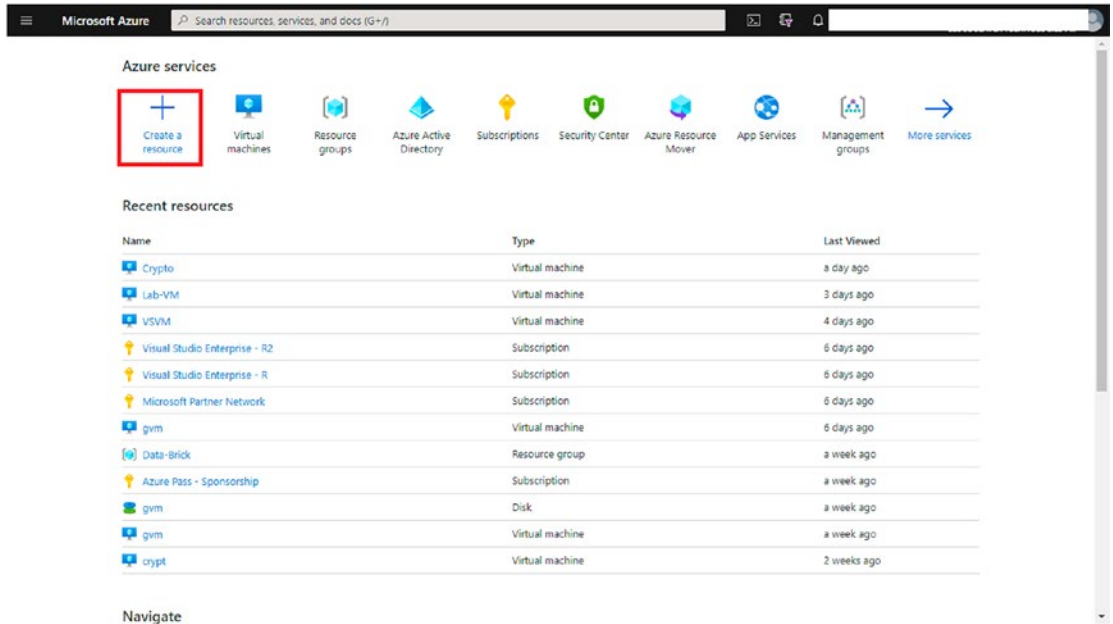 Microsoft Azure
Search resources, services, and docs (G+/)
Azure services
Create a resource
Virtual machines
Resource groups
Azure Active Directory
Subscriptions
Security Center
Azure Resource Mover
App Services
Management groups
More services
Recent resources
Name Type Last Viewed
Crypto Virtual machine a day ago
Lab-VM Virtual machine 3 days ago
VSVM Virtual machine 4 days ago
Visual Studio Enterprise - R2 Subscription 6 days ago
Visual Studio Enterprise - R Subscription 6 days ago
Microsoft Partner Network Subscription 6 days ago
gvm Virtual machine 6 days ago
Data-Brick Resource group a week ago
Azure Pass - Sponsorship Subscription a week ago
gvm Disk a week ago
gvm Virtual machine a week ago
crypt Virtual machine 2 weeks ago
Navigate